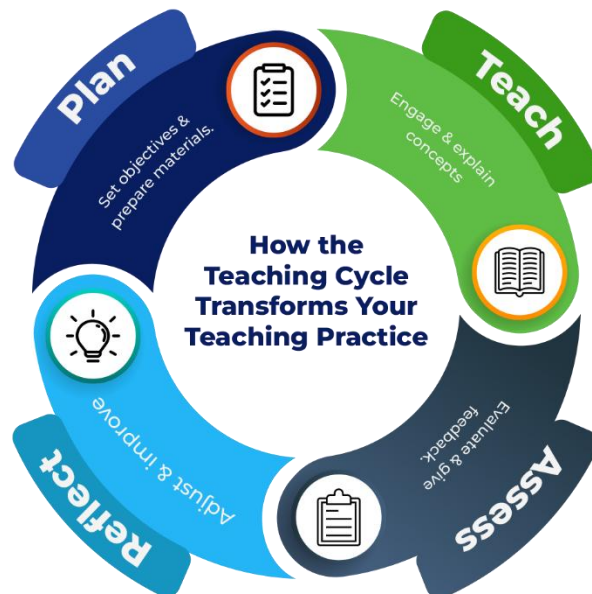 Plan
Set objectives &
prepare materials.
Teach
Engage & explain
concepts
How the
Teaching Cycle
Transforms Your
Teaching Practice
Assess
Evaluate & give
feedback.
Reflect
Adjust & improve